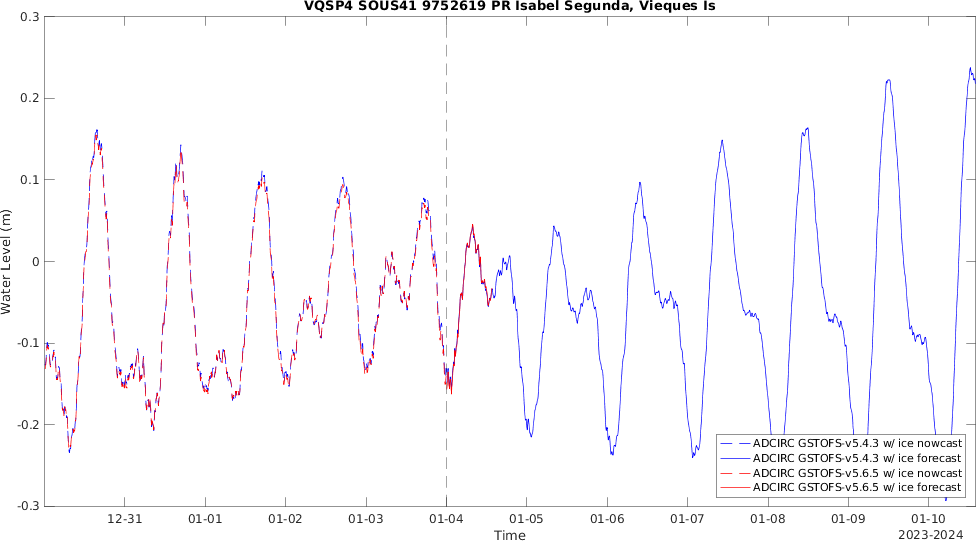 VQSP4 SOUS41 9752619 PR Isabel Segunda, Vieques Is
0.3
0.2
0.1
0
-0.1
-0.2
-0.3
Water Level (m)
12-31
01-01
01-02
01-03
01-04
01-05
01-06
01-07
01-08
01-09
01-10
Time
2023-2024
ADCIRC GSTOFS-v5.4.3 w/ ice nowcast
ADCIRC GSTOFS-v5.4.3 w/ ice forecast
ADCIRC GSTOFS-v5.6.5 w/ ice nowcast
ADCIRC GSTOFS-v5.6.5 w/ ice forecast